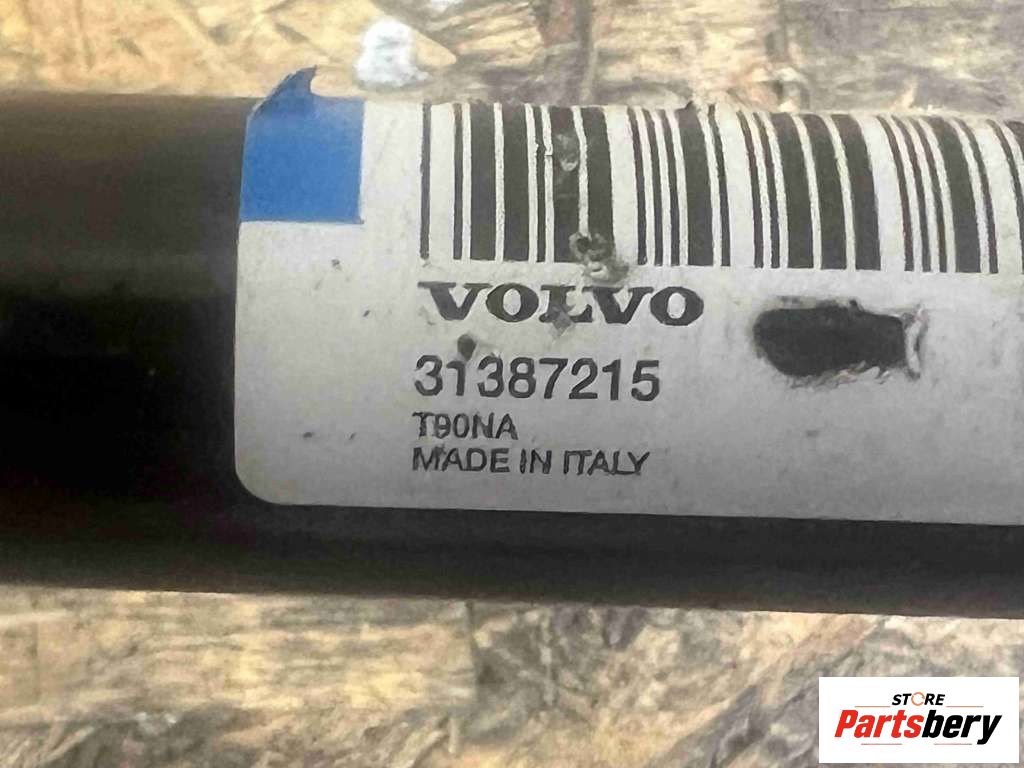 VOLVO
31387215
T90NA
MADE IN ITALY
STORE
Partsbery